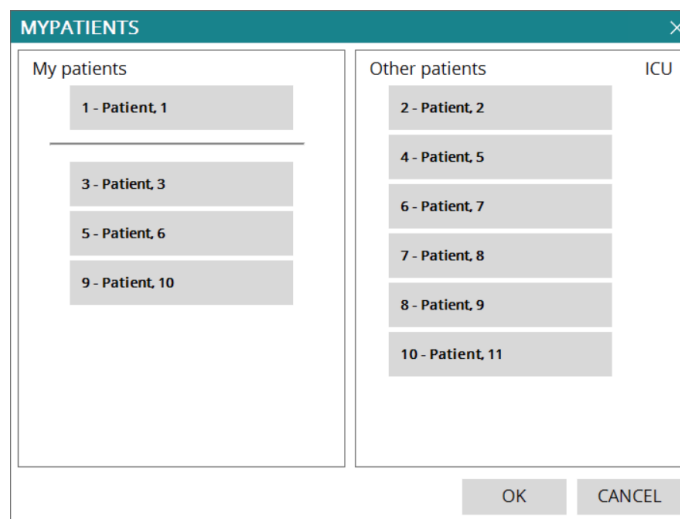 MYPATIENTS
My patients
1 - Patient, 1
3 - Patient, 3
5 - Patient, 6
9 - Patient, 10
Other patients ICU
2 - Patient, 2
4 - Patient, 5
6 - Patient, 7
7 - Patient, 8
8 - Patient, 9
10 - Patient, 11
OK CANCEL